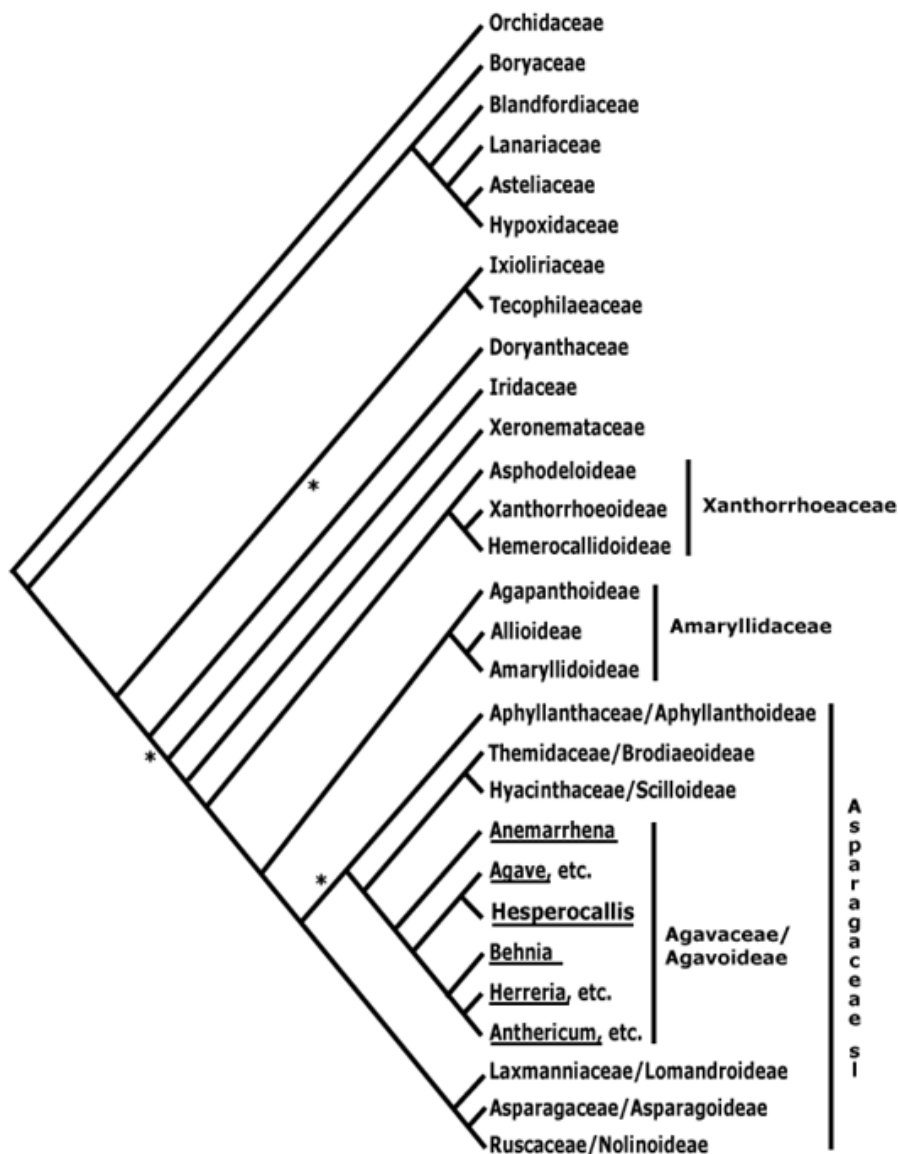 Orchidaceae
Boryaceae
Blandfordiaceae
Lanariaceae
Asteliaceae
Hypoxidaceae
Ixioliriaceae
Tecophilaeaceae
Doryanthaceae
Iridaceae
Xeronemataceae
Asphodeloideae
Xanthorrhoeoideae
Hemerocallidoideae
Xanthorrhoeaceae
*
Agapanthoideae
Allioideae
Amaryllidoideae
Amaryllidaceae
Aphyllanthaceae/Aphyllanthoideae
Themidaceae/Brodiaeoideae
Hyacinthaceae/Scilloideae
*
Anemarrhena
Agave, etc.
Hesperocallis
Behnia
Herreria, etc.
Anthericum, etc.
Agavaceae/
Agavoideae
*
Laxmanniaceae/Lomandroideae
Asparagaceae/Asparagoideae
Ruscaceae/Nolinoideae
Asparagaceae sl